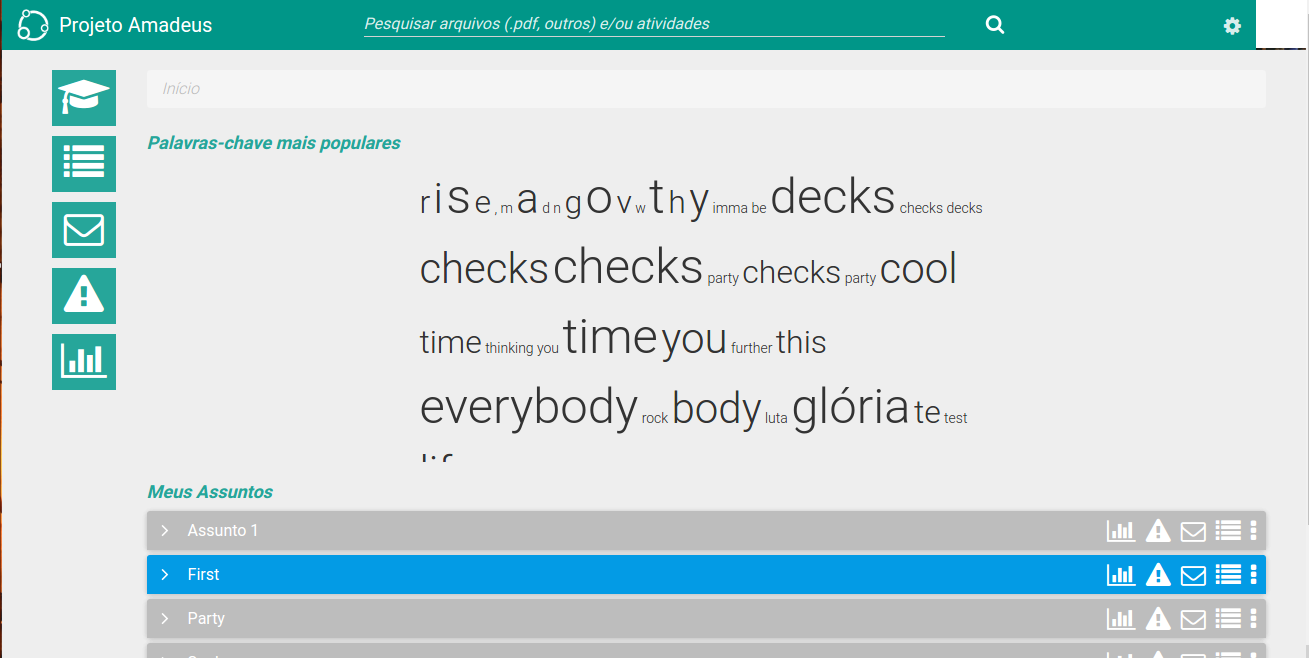 Projeto Amadeus
Pesquisar arquivos (.pdf, outros) e/ou atividades
Início
Palavras-chave mais populares
r i s e , m a d n g o v w t h y imma be decks checks decks
checks checks party checks party cool
time thinking you time you further this
everybody rock body luta glória te test
Meus Assuntos
Assunto 1
First
Party